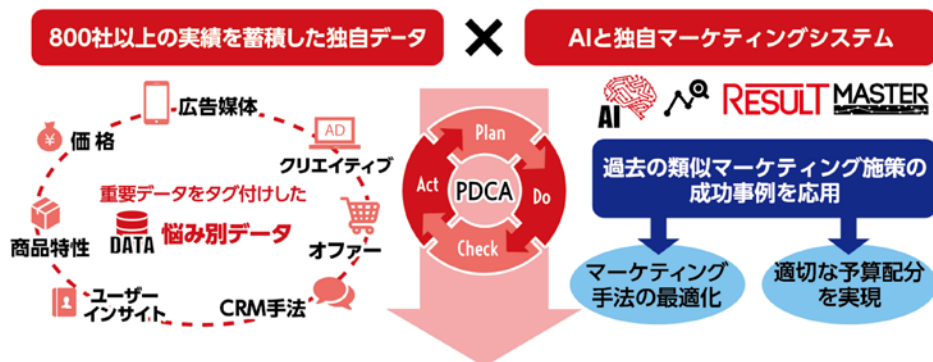 800社以上の実績を蓄積した独自データ
×
AIと独自マーケティングシステム
広告媒体
価格
AD
クリエイティブ
重要データをタグ付けした
DATA 悩み別データ
商品特性
オファー
ユーザー
インサイト
CRM手法
Plan
Do
Check
Act
PDCA
AI
RESULT MASTER
過去の類似マーケティング施策の
成功事例を応用
マーケティング
手法の最適化
適切な予算配分
を実現